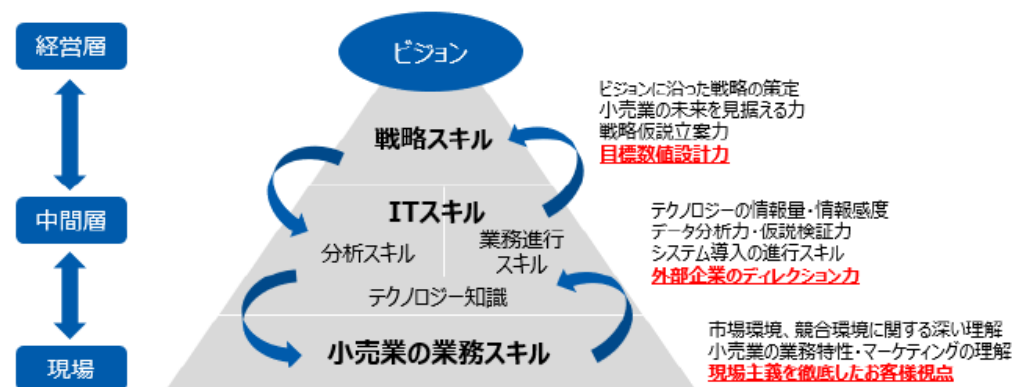 経営層
ビジョン
ビジョンに沿った戦略の策定
小売業の未来を見据える力
戦略仮説立案力
目標数値設計力
戦略スキル
中間層
ITスキル
分析スキル
業務進行
スキル
テクノロジー知識
テクノロジーの情報量・情報感度
データ分析力・仮説検証力
システム導入の進行スキル
外部企業のディレクション力
現場
小売業の業務スキル
市場環境、競合環境に関する深い理解
小売業の業務特性・マーケティングの理解
現場主義を徹底したお客様視点